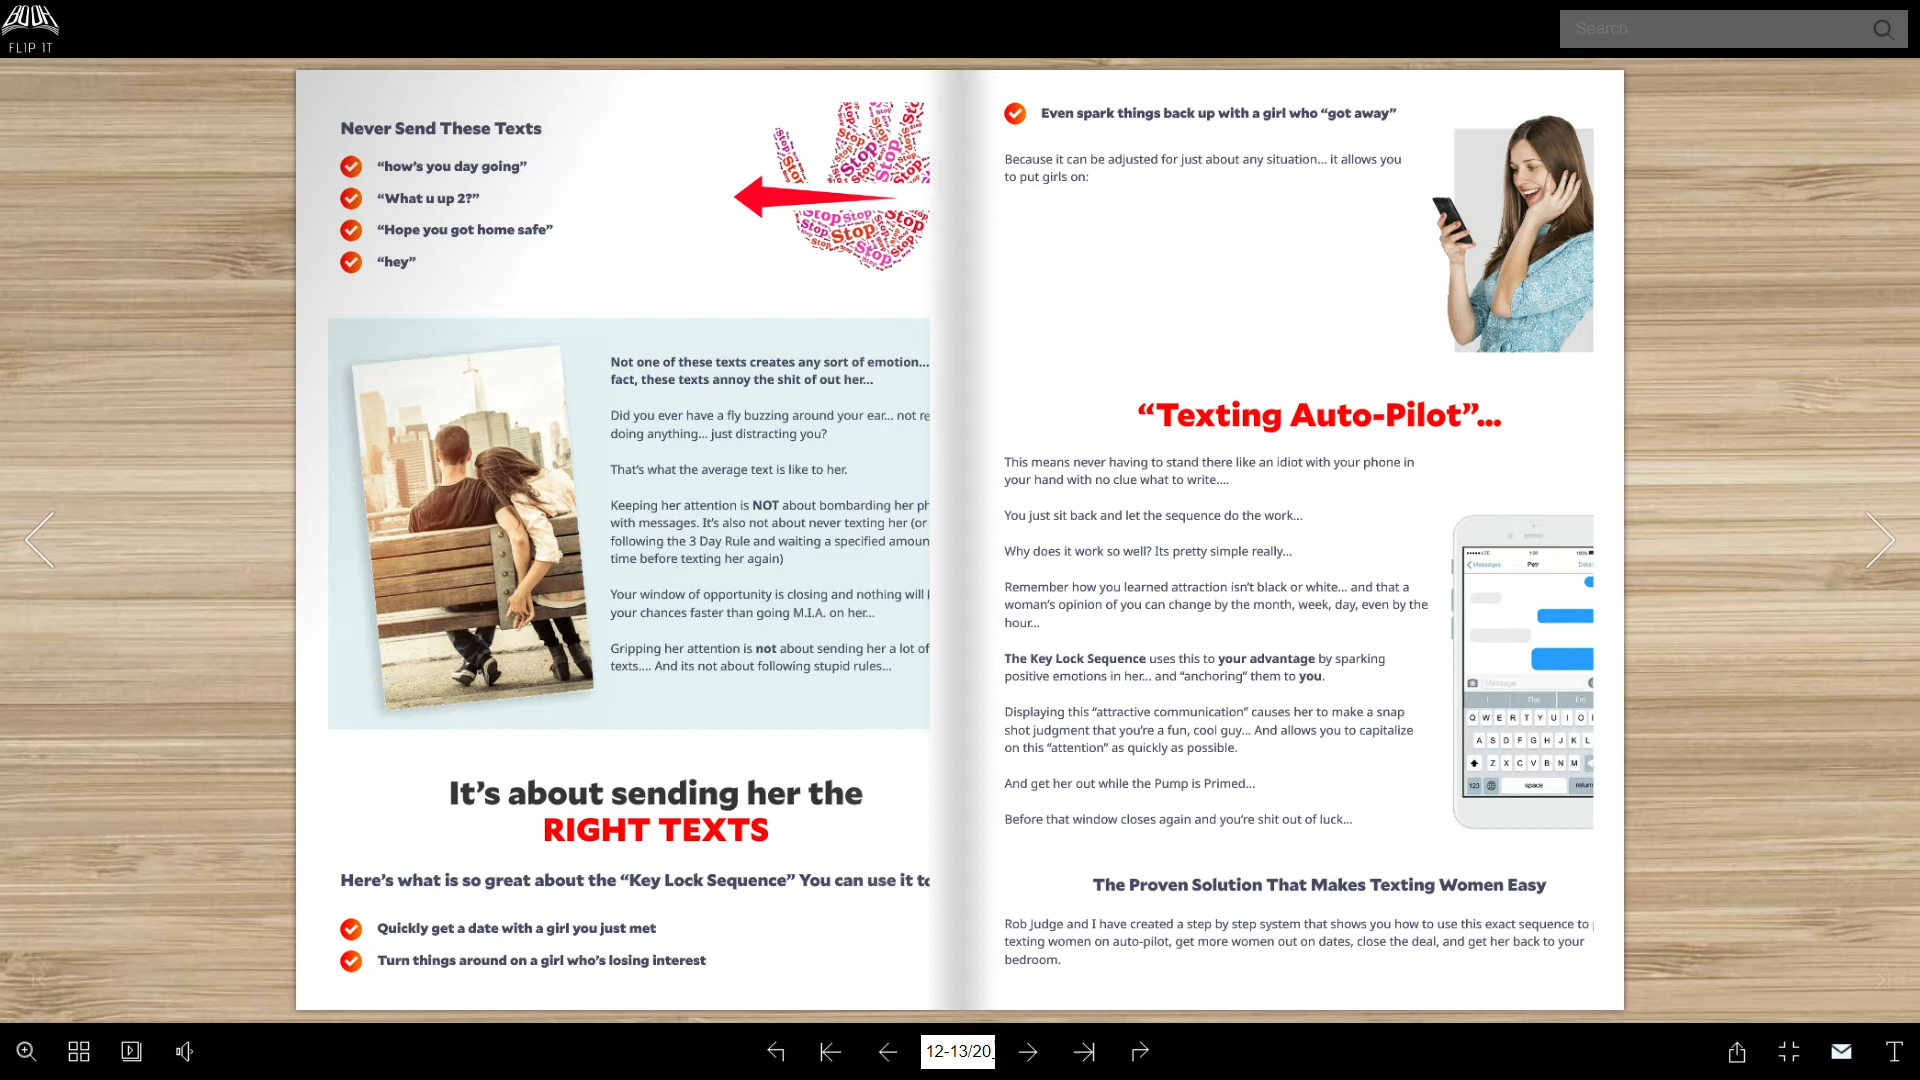 BOOK
FLIP IT
Search
Never Send These Texts
“how’s you day going”
“What u up 2?”
“Hope you got home safe”
“hey”
Stop Stop Stop Stop Stop Stop
Not one of these texts creates any sort of emotion...
fact, these texts annoy the shit of out her...
Did you ever have a fly buzzing around your ear... not re
doing anything... just distracting you?
That’s what the average text is like to her.
Keeping her attention is NOT about bombarding her ph
with messages. It’s also not about never texting her (or
following the 3 Day Rule and waiting a specified amoun
time before texting her again)
Your window of opportunity is closing and nothing will
your chances faster than going M.I.A. on her...
Gripping her attention is not about sending her a lot of
texts.... And its not about following stupid rules...
It’s about sending her the
RIGHT TEXTS
Here’s what is so great about the “Key Lock Sequence” You can use it to
Quickly get a date with a girl you just met
Turn things around on a girl who’s losing interest
Even spark things back up with a girl who “got away”
Because it can be adjusted for just about any situation... it allows you
to put girls on:
“Texting Auto-Pilot”...
This means never having to stand there like an idiot with your phone in
your hand with no clue what to write....
You just sit back and let the sequence do the work...
Why does it work so well? Its pretty simple really...
Remember how you learned attraction isn’t black or white... and that a
woman’s opinion of you can change by the month, week, day, even by the
hour...
The Key Lock Sequence uses this to your advantage by sparking
positive emotions in her... and “anchoring” them to you.
Displaying this “attractive communication” causes her to make a snap
shot judgment that you’re a fun, cool guy... And allows you to capitalize
on this “attention” as quickly as possible.
And get her out while the Pump is Primed...
Before that window closes again and you’re shit out of luck...
LTE 1:20 100%
Messages Petr Detai
Message
I The I'm
Q W E R T Y U I O
A S D F G H J K L
Z X C V B N M
123 space return
The Proven Solution That Makes Texting Women Easy
Rob Judge and I have created a step by step system that shows you how to use this exact sequence to
texting women on auto-pilot, get more women out on dates, close the deal, and get her back to your
bedroom.
12-13/20
T